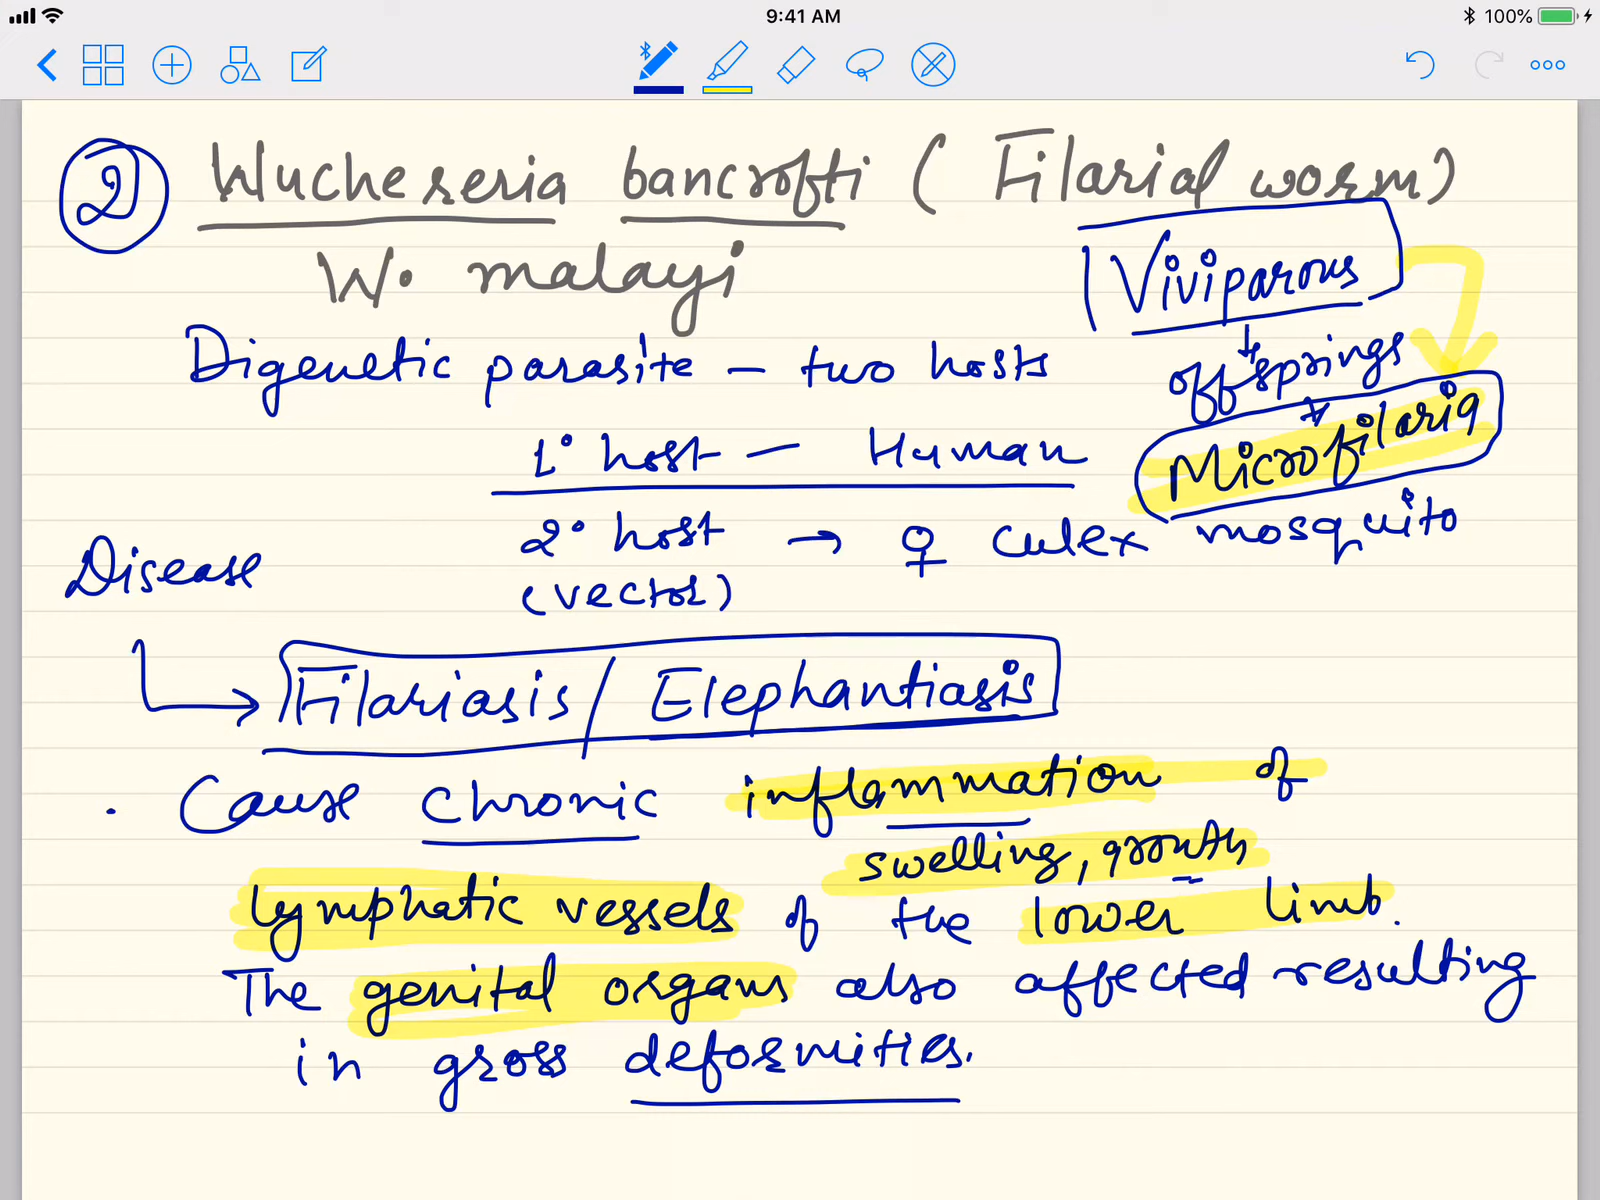 9:41 AM
100%
2 Wuchereria bancrofti ( Filarial worm)
W. malayi
Viviparous
Digenetic parasite – two hosts
offsprings
1° host – Human
Microfilaria
2° host → ♀ culex mosquito
(vector)
Disease
Filariasis / Elephantiasis
. Cause chronic inflammation of
swelling, growth
lymphatic vessels of the lower limb.
The genital organs also affected resulting
in gross deformities.